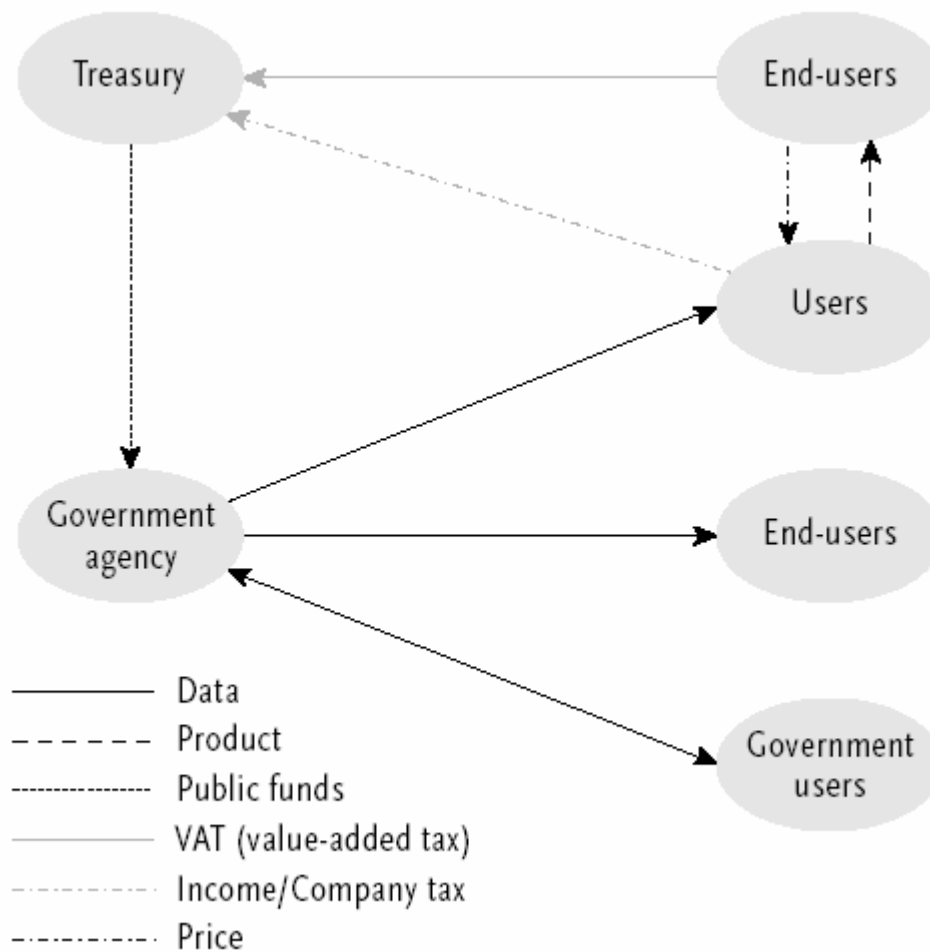 Treasury
End-users
Users
Government
agency
End-users
Government
users
Data
Product
Public funds
VAT (value-added tax)
Income/Company tax
Price